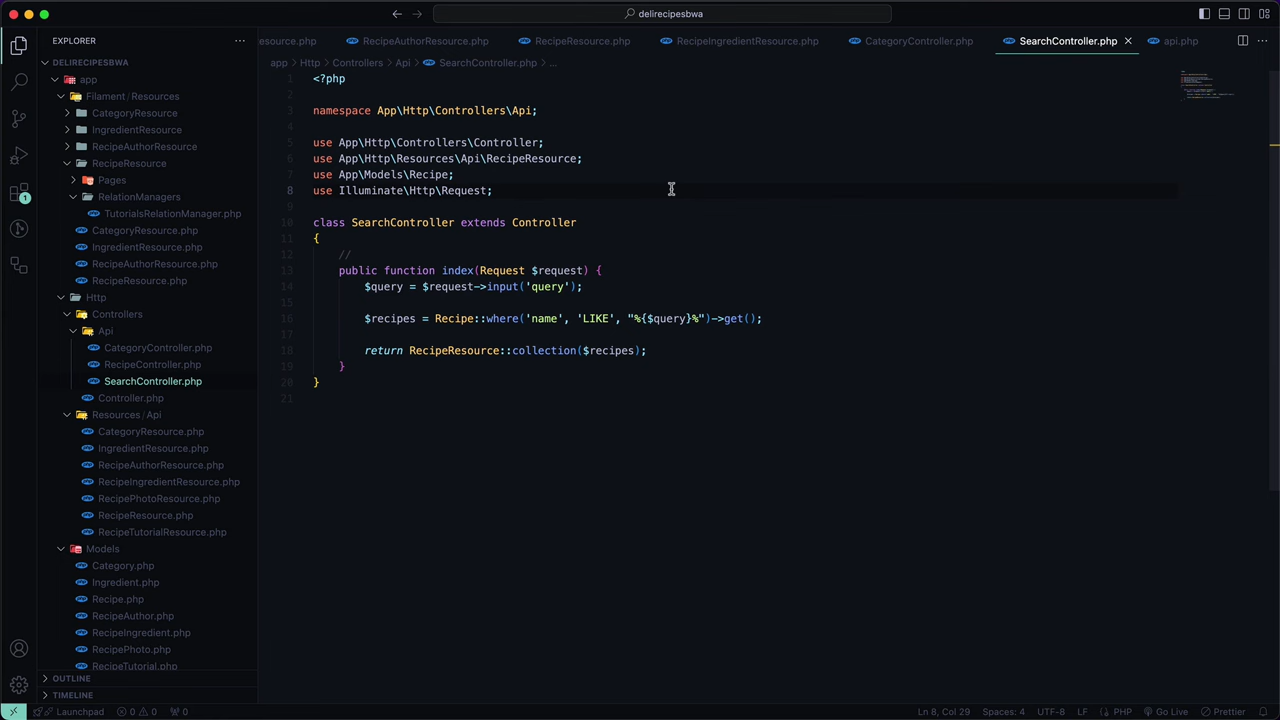 delirecipesbwa
EXPLORER
esource.php
RecipeAuthorResource.php
RecipeResource.php
RecipeIngredientResource.php
CategoryController.php
SearchController.php
api.php
DELIRECIPESBWA
app > Http > Controllers > Api > SearchController.php > ...
app
Filament / Resources
CategoryResource
IngredientResource
RecipeAuthorResource
RecipeResource
Pages
RelationManagers
TutorialsRelationManager.php
CategoryResource.php
IngredientResource.php
RecipeAuthorResource.php
RecipeResource.php
Http
Controllers
Api
CategoryController.php
RecipeController.php
SearchController.php
Controller.php
Resources / Api
CategoryResource.php
IngredientResource.php
RecipeAuthorResource.php
RecipeIngredientResource.php
RecipePhotoResource.php
RecipeResource.php
RecipeTutorialResource.php
Models
Category.php
Ingredient.php
Recipe.php
RecipeAuthor.php
RecipeIngredient.php
RecipePhoto.php
RecipeTutorial.php
OUTLINE
TIMELINE
1 <?php
2
3 namespace App\Http\Controllers\Api;
4
5 use App\Http\Controllers\Controller;
6 use App\Http\Resources\Api\RecipeResource;
7 use App\Models\Recipe;
8 use Illuminate\Http\Request;
9
10 class SearchController extends Controller
11 {
12 //
13 public function index(Request $request) {
14 $query = $request->input('query');
15
16 $recipes = Recipe::where('name', 'LIKE', "%{$query}%")->get();
17
18 return RecipeResource::collection($recipes);
19 }
20 }
21
1
Launchpad
0
0
0
Ln 8, Col 29
Spaces: 4
UTF-8
LF
PHP
Go Live
Prettier